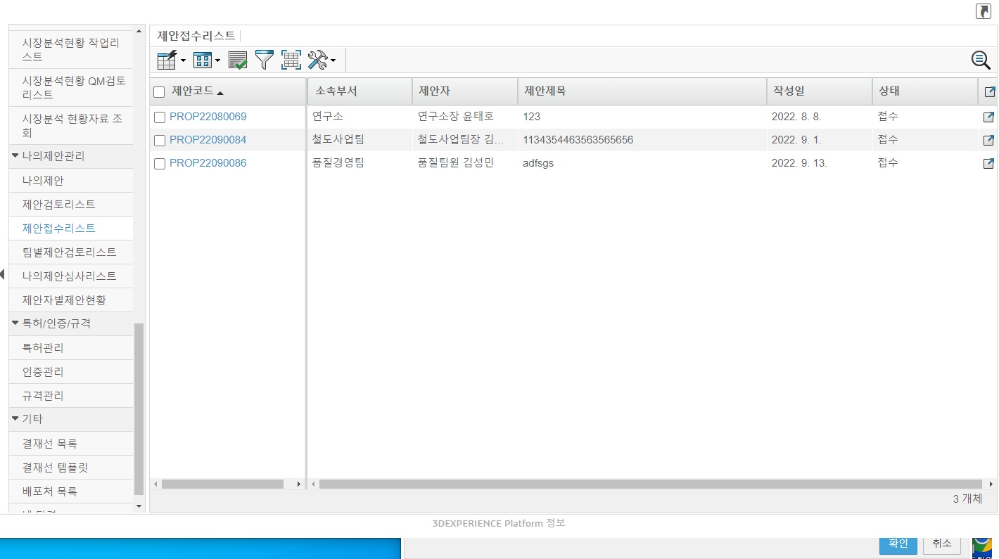 시장분석현황 작업리
스트
시장분석현황 QM검토
리스트
시장분석 현황자료 조
회
나의제안관리
나의제안
제안검토리스트
제안접수리스트
팀별제안검토리스트
나의제안심사리스트
제안자별제안현황
특허/인증/규격
특허관리
인증관리
규격관리
기타
결재선 목록
결재선 템플릿
배포처 목록
제안접수리스트
제안코드 소속부서 제안자 제안제목 작성일 상태
PROP22080069 연구소 연구소장 윤태호 123 2022. 8. 8. 접수
PROP22090084 철도사업팀 철도사업팀장 김... 1134354463563565656 2022. 9. 1. 접수
PROP22090086 품질경영팀 품질팀원 김성민 adfsgs 2022. 9. 13. 접수
3 개체
3DEXPERIENCE Platform 정보
확인 취소